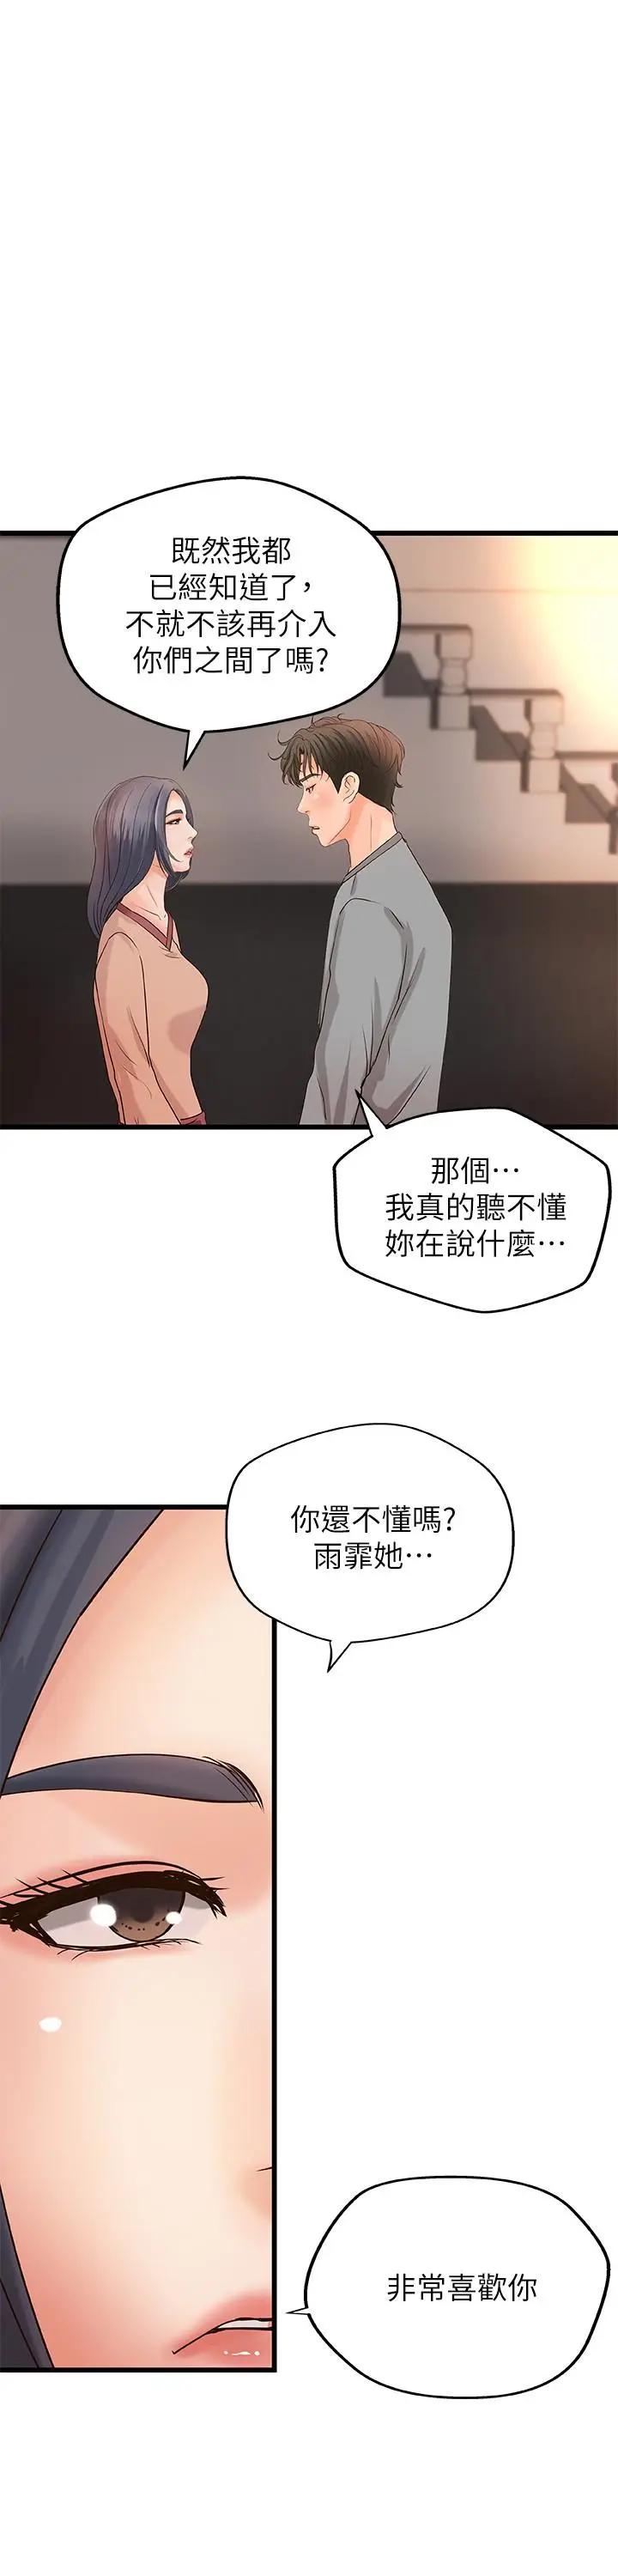 既然我都
已經知道了，
不就不該再介入
你們之間了嗎?
那個…
我真的聽不懂
妳在說什麼…
你還不懂嗎?
雨霏她…
非常喜歡你